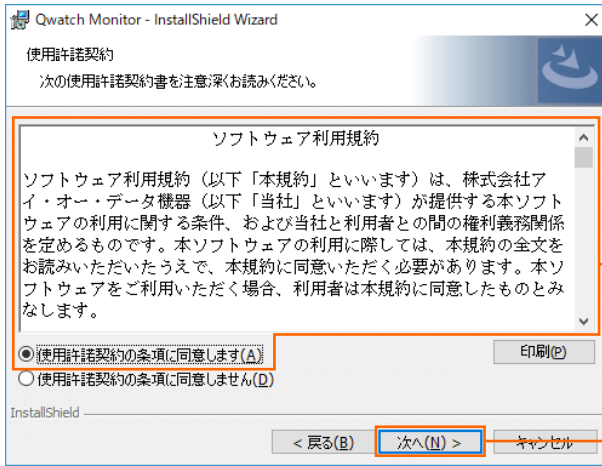 Qwatch Monitor - InstallShield Wizard
使用許諾契約
次の使用許諾契約書を注意深くお読みください。
ソフトウェア利用規約
ソフトウェア利用規約（以下「本規約」といいます）は、株式会社ア
イ・オー・データ機器（以下「当社」といいます）が提供する本ソフト
ウェアの利用に関する条件、および当社と利用者との間の権利義務関係
を定めるものです。本ソフトウェアの利用に際しては、本規約の全文を
お読みいただいたうえで、本規約に同意いただく必要があります。本ソ
フトウェアをご利用いただく場合、利用者は本規約に同意したものとみ
なします。
使用許諾契約の条項に同意します(A)
印刷(P)
使用許諾契約の条項に同意しません(D)
InstallShield
< 戻る(B)
次へ(N) >
キャンセル